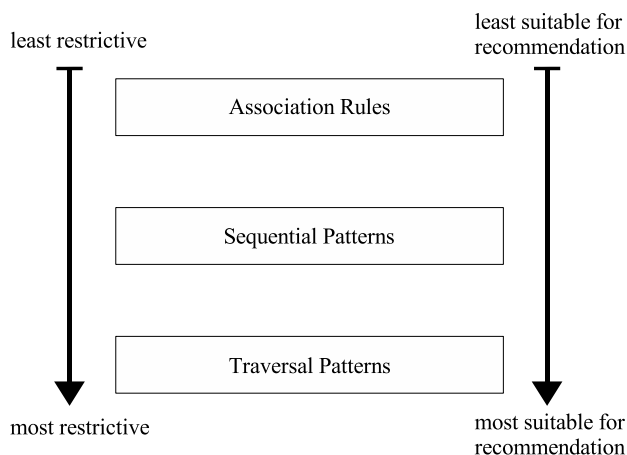 least restrictive
least suitable for
recommendation
Association Rules
Sequential Patterns
Traversal Patterns
most restrictive
most suitable for
recommendation